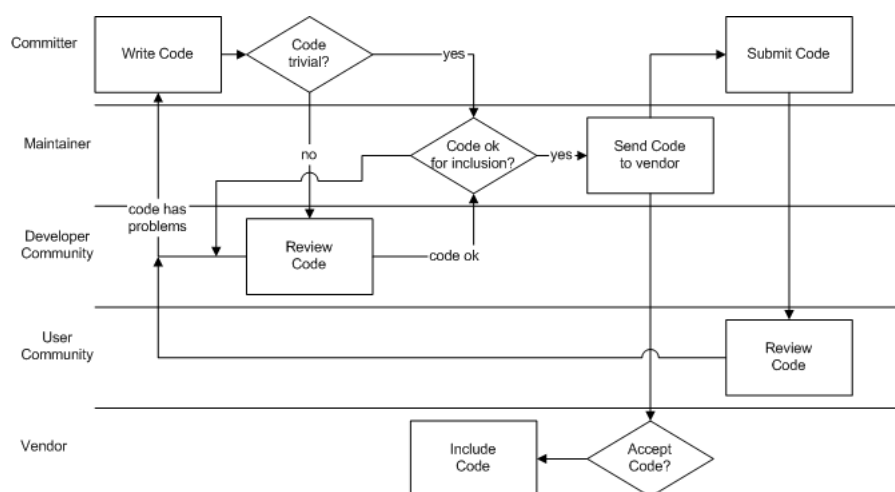 Committer
Write Code
Code
trivial?
yes
Submit Code
Maintainer
no
Code ok
for inclusion?
yes
Send Code
to vendor
code has
problems
Developer
Community
Review
Code
code ok
User
Community
Review
Code
Vendor
Include
Code
Accept
Code?